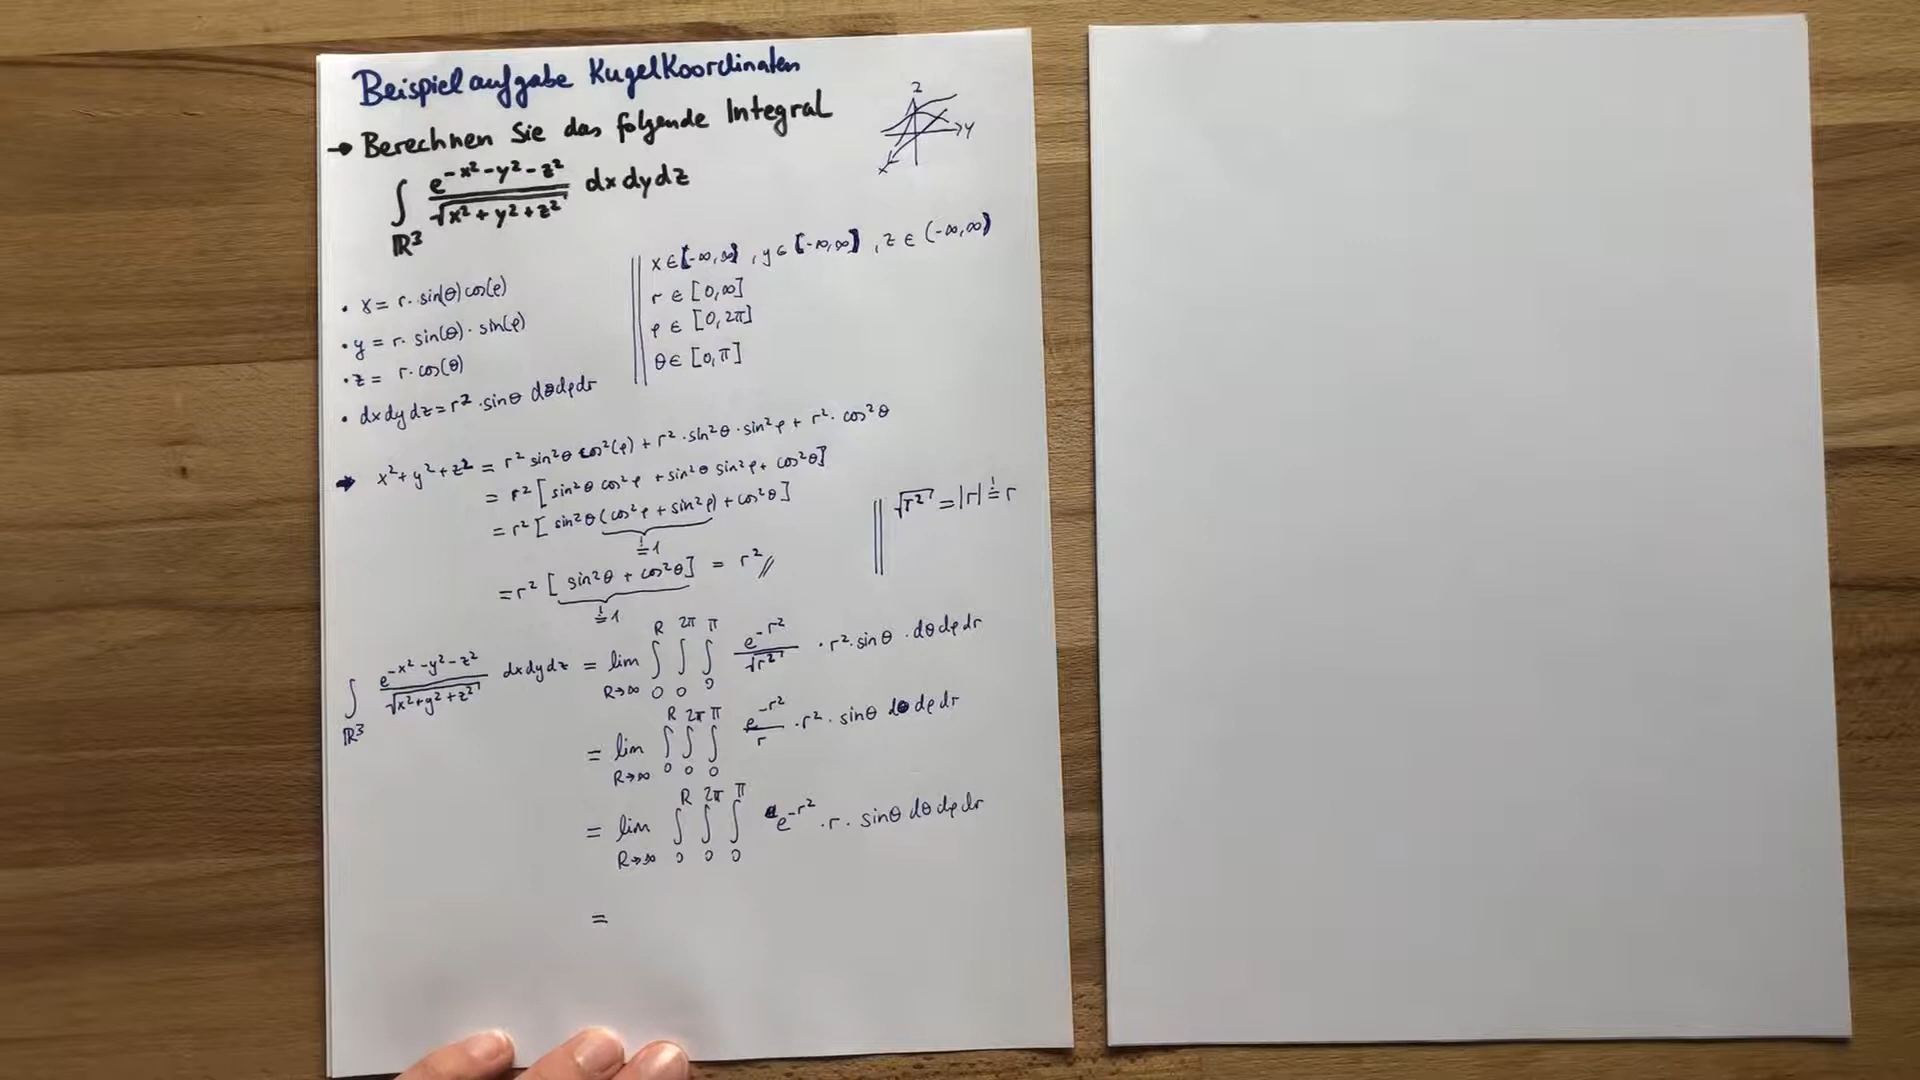 Beispielaufgabe Kugelkoordinaten
→ Berechnen Sie das folgende Integral
∫_{ℝ³} e^{-x²-y²-z²} / √(x²+y²+z²) dx dy dz
z
y
x
• x = r · sin(θ) cos(φ)
• y = r · sin(θ) · sin(φ)
• z = r · cos(θ)
• dx dy dz = r² · sinθ dθ dφ dr
x ∈ [-∞,∞], y ∈ [-∞,∞], z ∈ (-∞,∞)
r ∈ [0,∞]
φ ∈ [0,2π]
θ ∈ [0,π]
→ x² + y² + z² = r² sin²θ cos²(φ) + r² · sin²θ · sin²φ + r² · cos²θ
= r² [sin²θ cos²φ + sin²θ sin²φ + cos²θ]
= r² [sin²θ (cos²φ + sin²φ) + cos²θ]
!= 1
= r² [sin²θ + cos²θ] = r²//
!= 1
√r² = |r| != r
∫_{ℝ³} e^{-x²-y²-z²} / √(x²+y²+z²) dx dy dz = lim_{R→∞} ∫_0^R ∫_0^{2π} ∫_0^π e^{-r²} / √r² · r² · sinθ · dθ dφ dr
= lim_{R→∞} ∫_0^R ∫_0^{2π} ∫_0^π e^{-r²} / r · r² · sinθ dθ dφ dr
= lim_{R→∞} ∫_0^R ∫_0^{2π} ∫_0^π e^{-r²} · r · sinθ dθ dφ dr
=